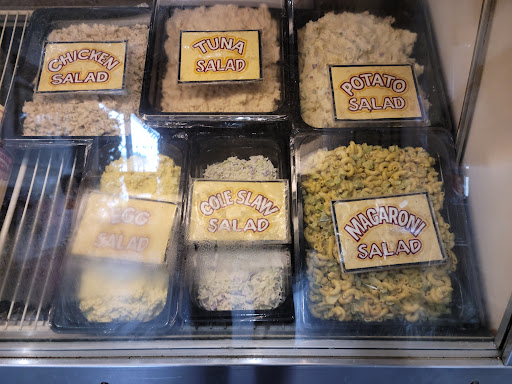 CHICKEN
SALAD
TUNA
SALAD
POTATO
SALAD
EGG
SALAD
COLE SLAW
SALAD
MACARONI
SALAD